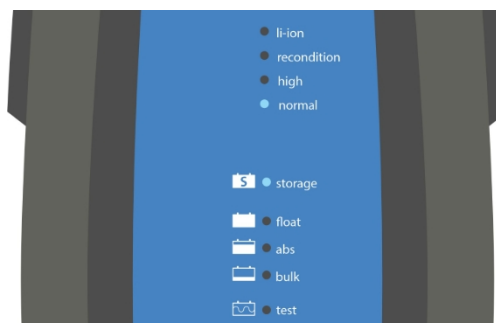 li-ion
recondition
high
normal
S storage
float
abs
bulk
test